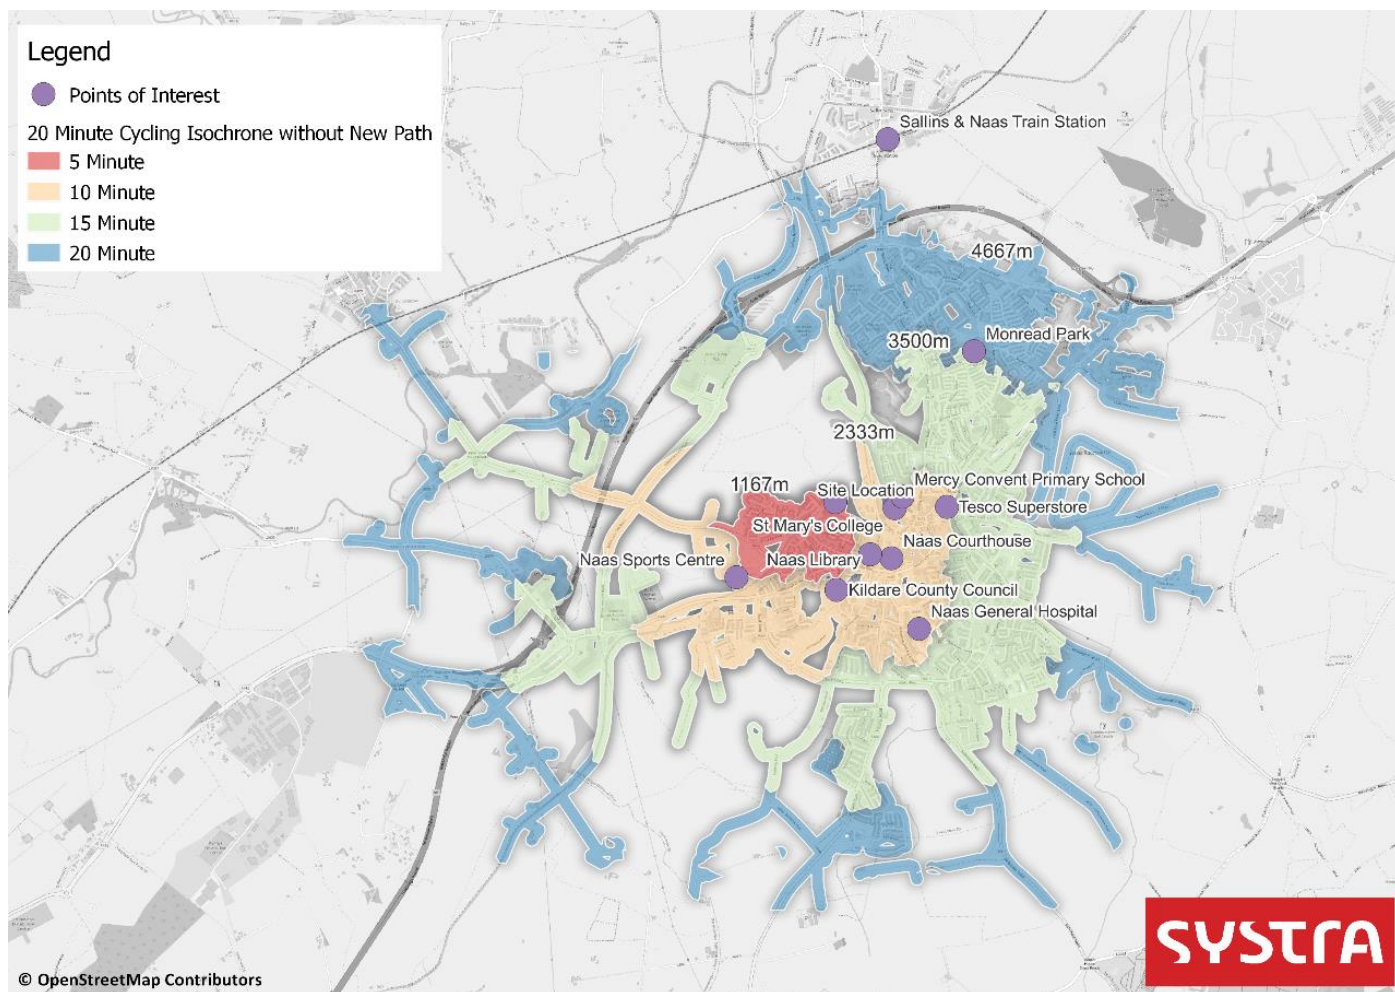 Legend
Points of Interest
20 Minute Cycling Isochrone without New Path
5 Minute
10 Minute
15 Minute
20 Minute
Sallins & Naas Train Station
4667m
Monread Park
3500m
2333m
1167m
Site Location
Mercy Convent Primary School
Tesco Superstore
St Mary's College
Naas Courthouse
Naas Sports Centre
Naas Library
Kildare County Council
Naas General Hospital
SYSTRA
© OpenStreetMap Contributors